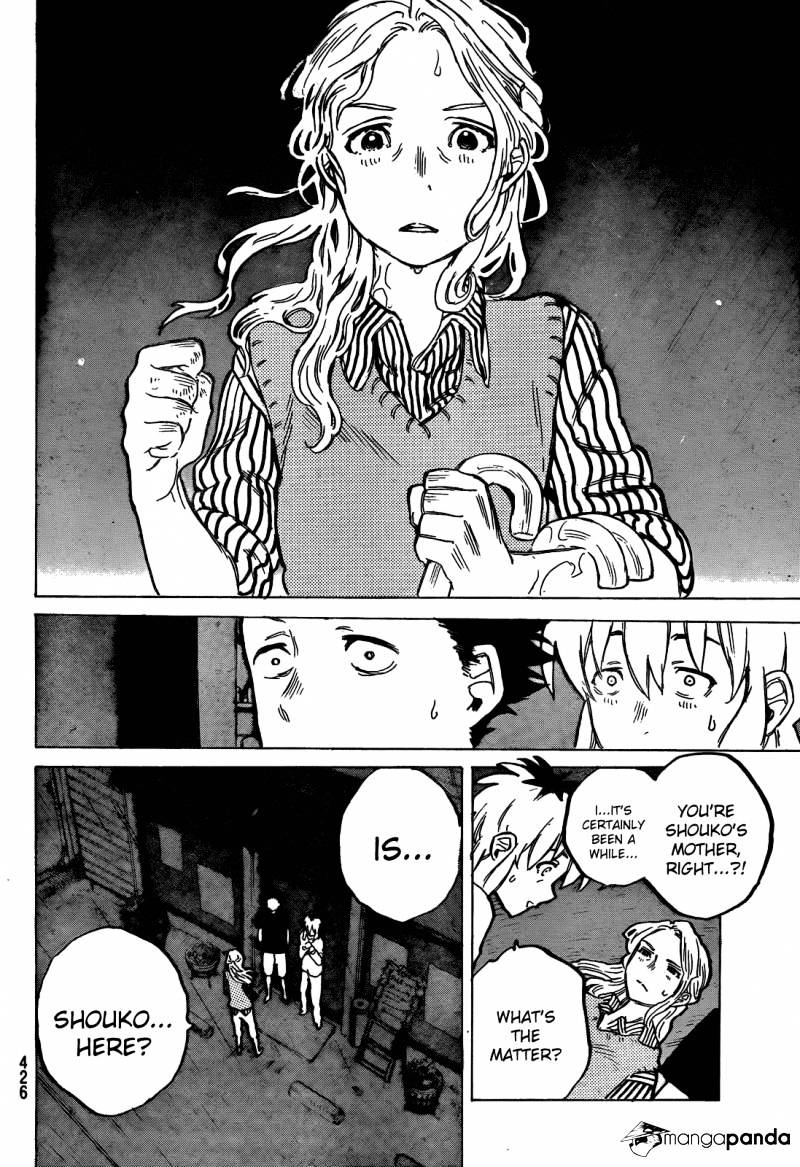 YOU'RE
SHOUKO'S
MOTHER,
RIGHT...?!
I...IT'S
CERTAINLY
BEEN A
WHILE...
WHAT'S
THE
MATTER?
IS...
SHOUKO...
HERE?
426
mangapanda